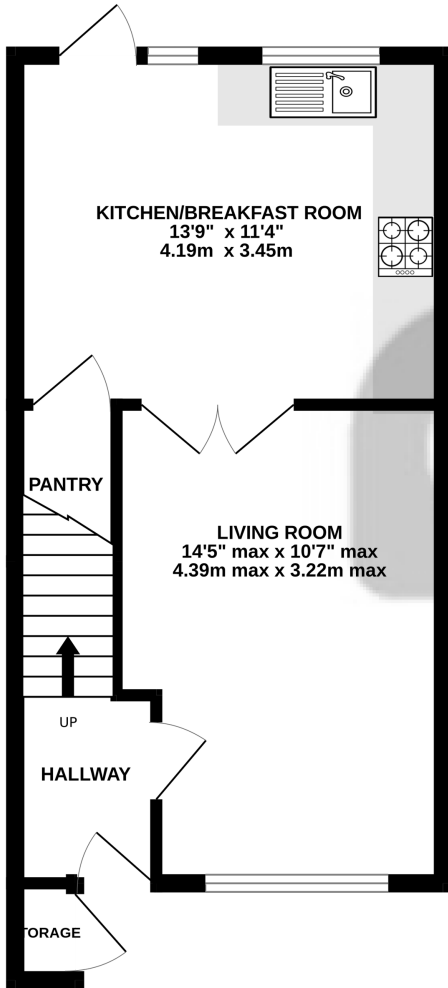 KITCHEN/BREAKFAST ROOM
13'9" x 11'4"
4.19m x 3.45m
PANTRY
LIVING ROOM
14'5" max x 10'7" max
4.39m max x 3.22m max
UP
HALLWAY
TORAGE